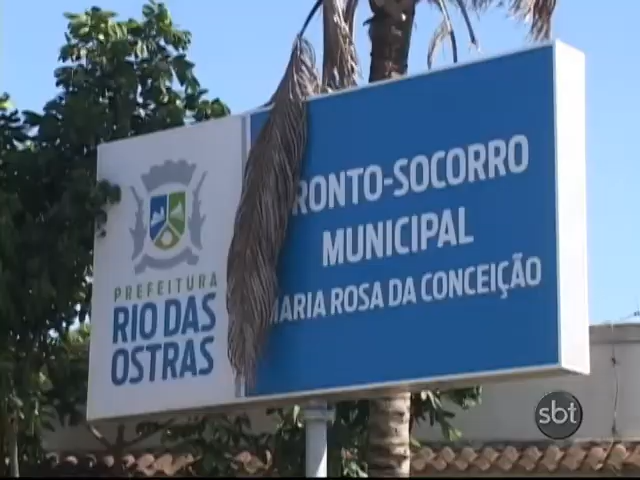 PREFEITURA
RIO DAS
OSTRAS
RONTO-SOCORRO
MUNICIPAL
MARIA ROSA DA CONCEIÇÃO
sbt